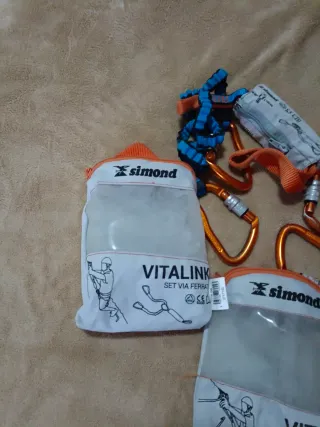 simond
VITALINK
SET VIA FERRATA
simond